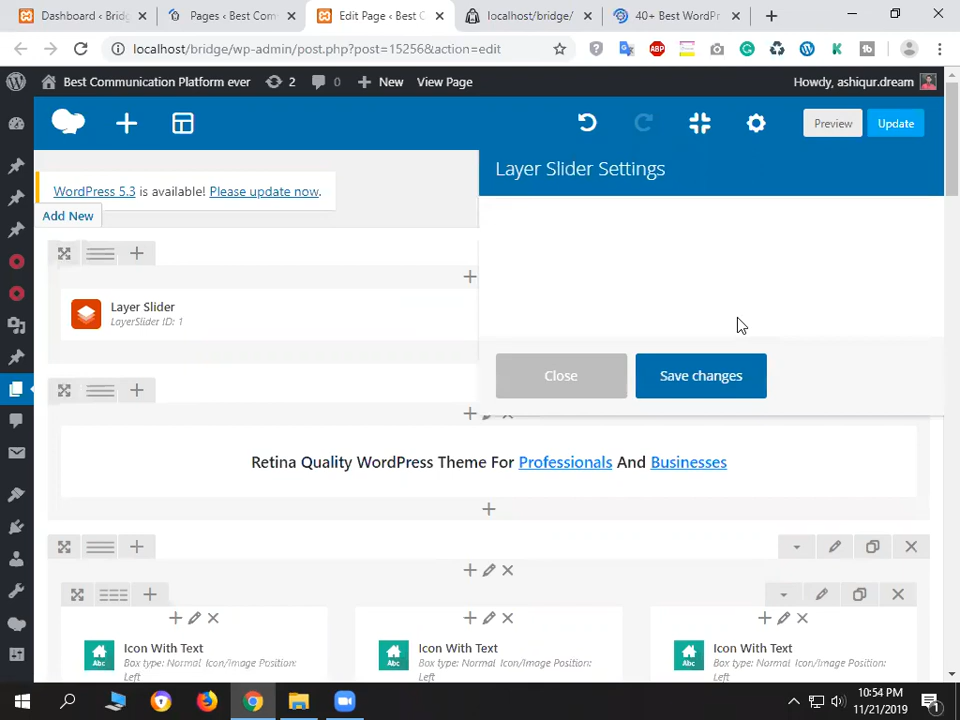 Dashboard ‹ Bridg
Pages ‹ Best Com
Edit Page ‹ Best C
localhost/bridge/
40+ Best WordPr
localhost/bridge/wp-admin/post.php?post=15256&action=edit
ABP
Best Communication Platform ever
2
0
New
View Page
Howdy, ashiqur.dream
Preview
Update
Layer Slider Settings
WordPress 5.3 is available! Please update now.
Add New
Layer Slider
LayerSlider ID: 1
Close
Save changes
Retina Quality WordPress Theme For Professionals And Businesses
Icon With Text
Box type: Normal Icon/Image Position:
Left
Icon With Text
Box type: Normal Icon/Image Position:
Left
Icon With Text
Box type: Normal Icon/Image Position:
Left
Abc
Abc
Abc
10:54 PM
11/21/2019
1